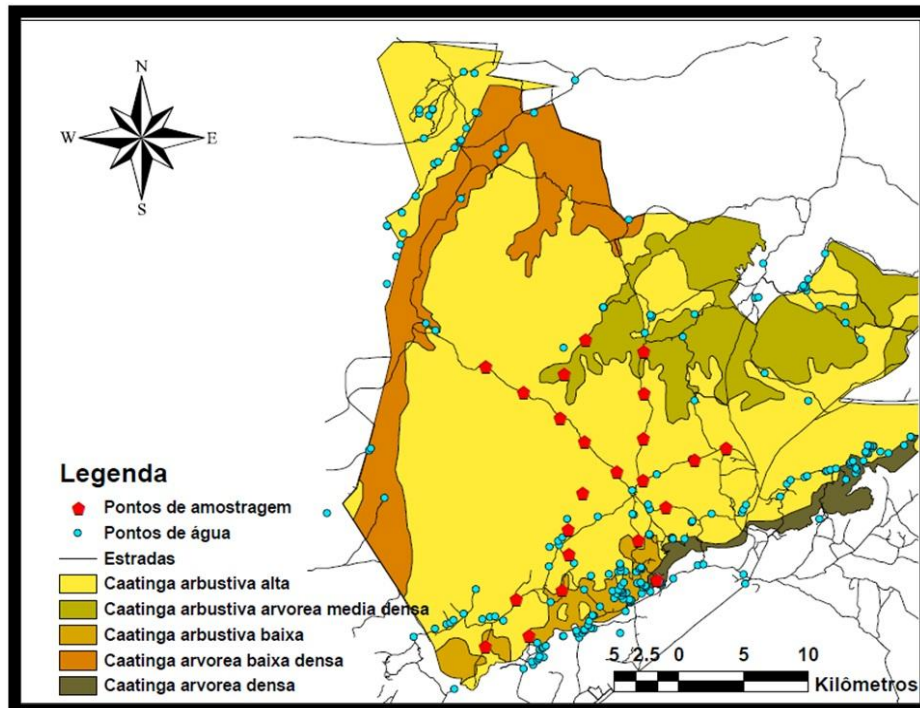 N
W E
S
Legenda
Pontos de amostragem
Pontos de água
Estradas
Caatinga arbustiva alta
Caatinga arbustiva arvorea media densa
Caatinga arbustiva baixa
Caatinga arvorea baixa densa
Caatinga arvorea densa
5 2,5 0 5 10
Kilômetros